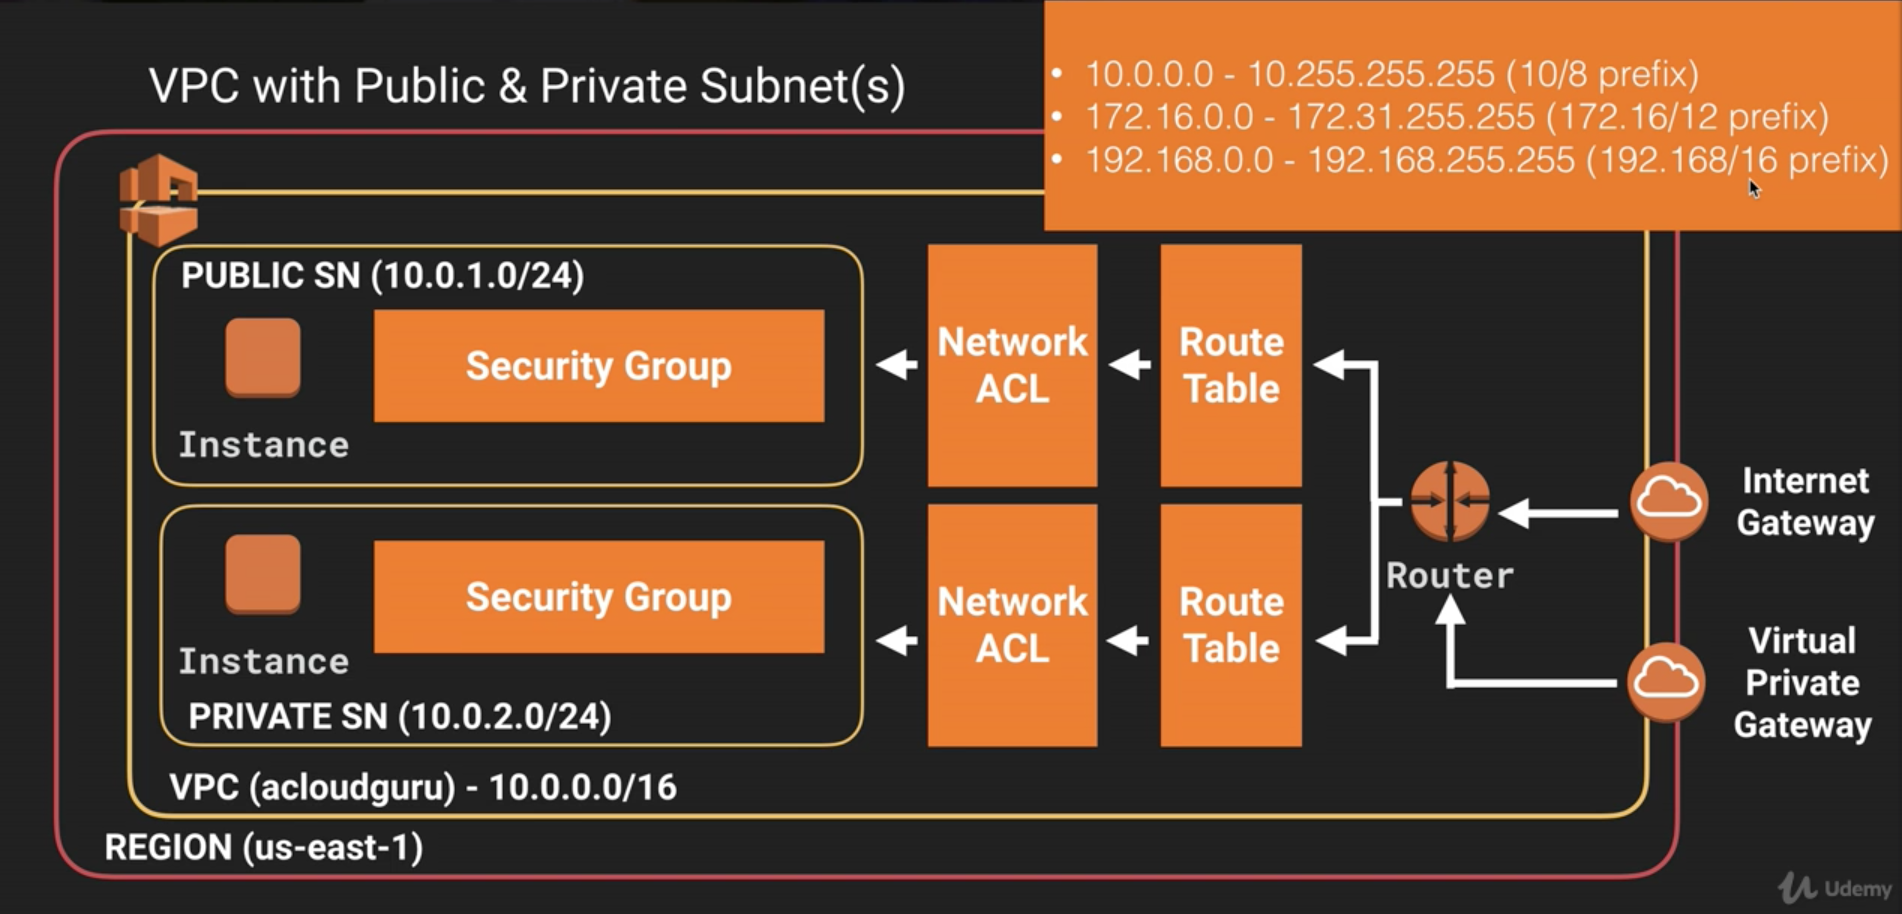 VPC with Public & Private Subnet(s)
• 10.0.0.0 - 10.255.255.255 (10/8 prefix)
• 172.16.0.0 - 172.31.255.255 (172.16/12 prefix)
• 192.168.0.0 - 192.168.255.255 (192.168/16 prefix)
PUBLIC SN (10.0.1.0/24)
Security Group
Instance
Network
ACL
Route
Table
Security Group
Instance
PRIVATE SN (10.0.2.0/24)
Network
ACL
Route
Table
Router
Internet
Gateway
Virtual
Private
Gateway
VPC (acloudguru) - 10.0.0.0/16
REGION (us-east-1)
Udemy